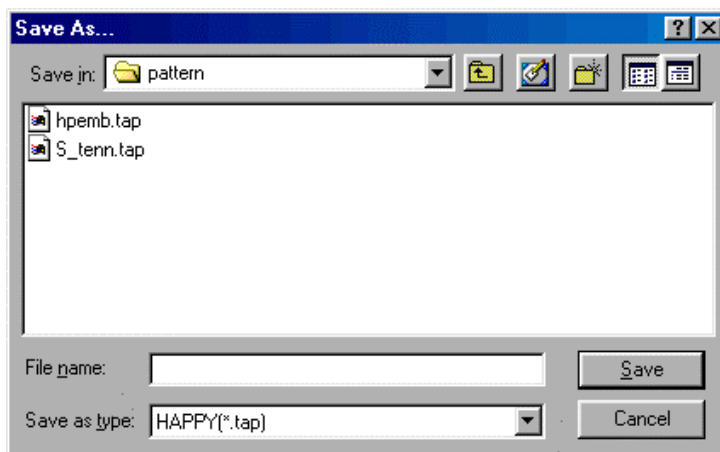 Save As...
Save in: pattern
hpemb.tap
S_tenn.tap
File name:
Save
Save as type: HAPPY(*.tap)
Cancel